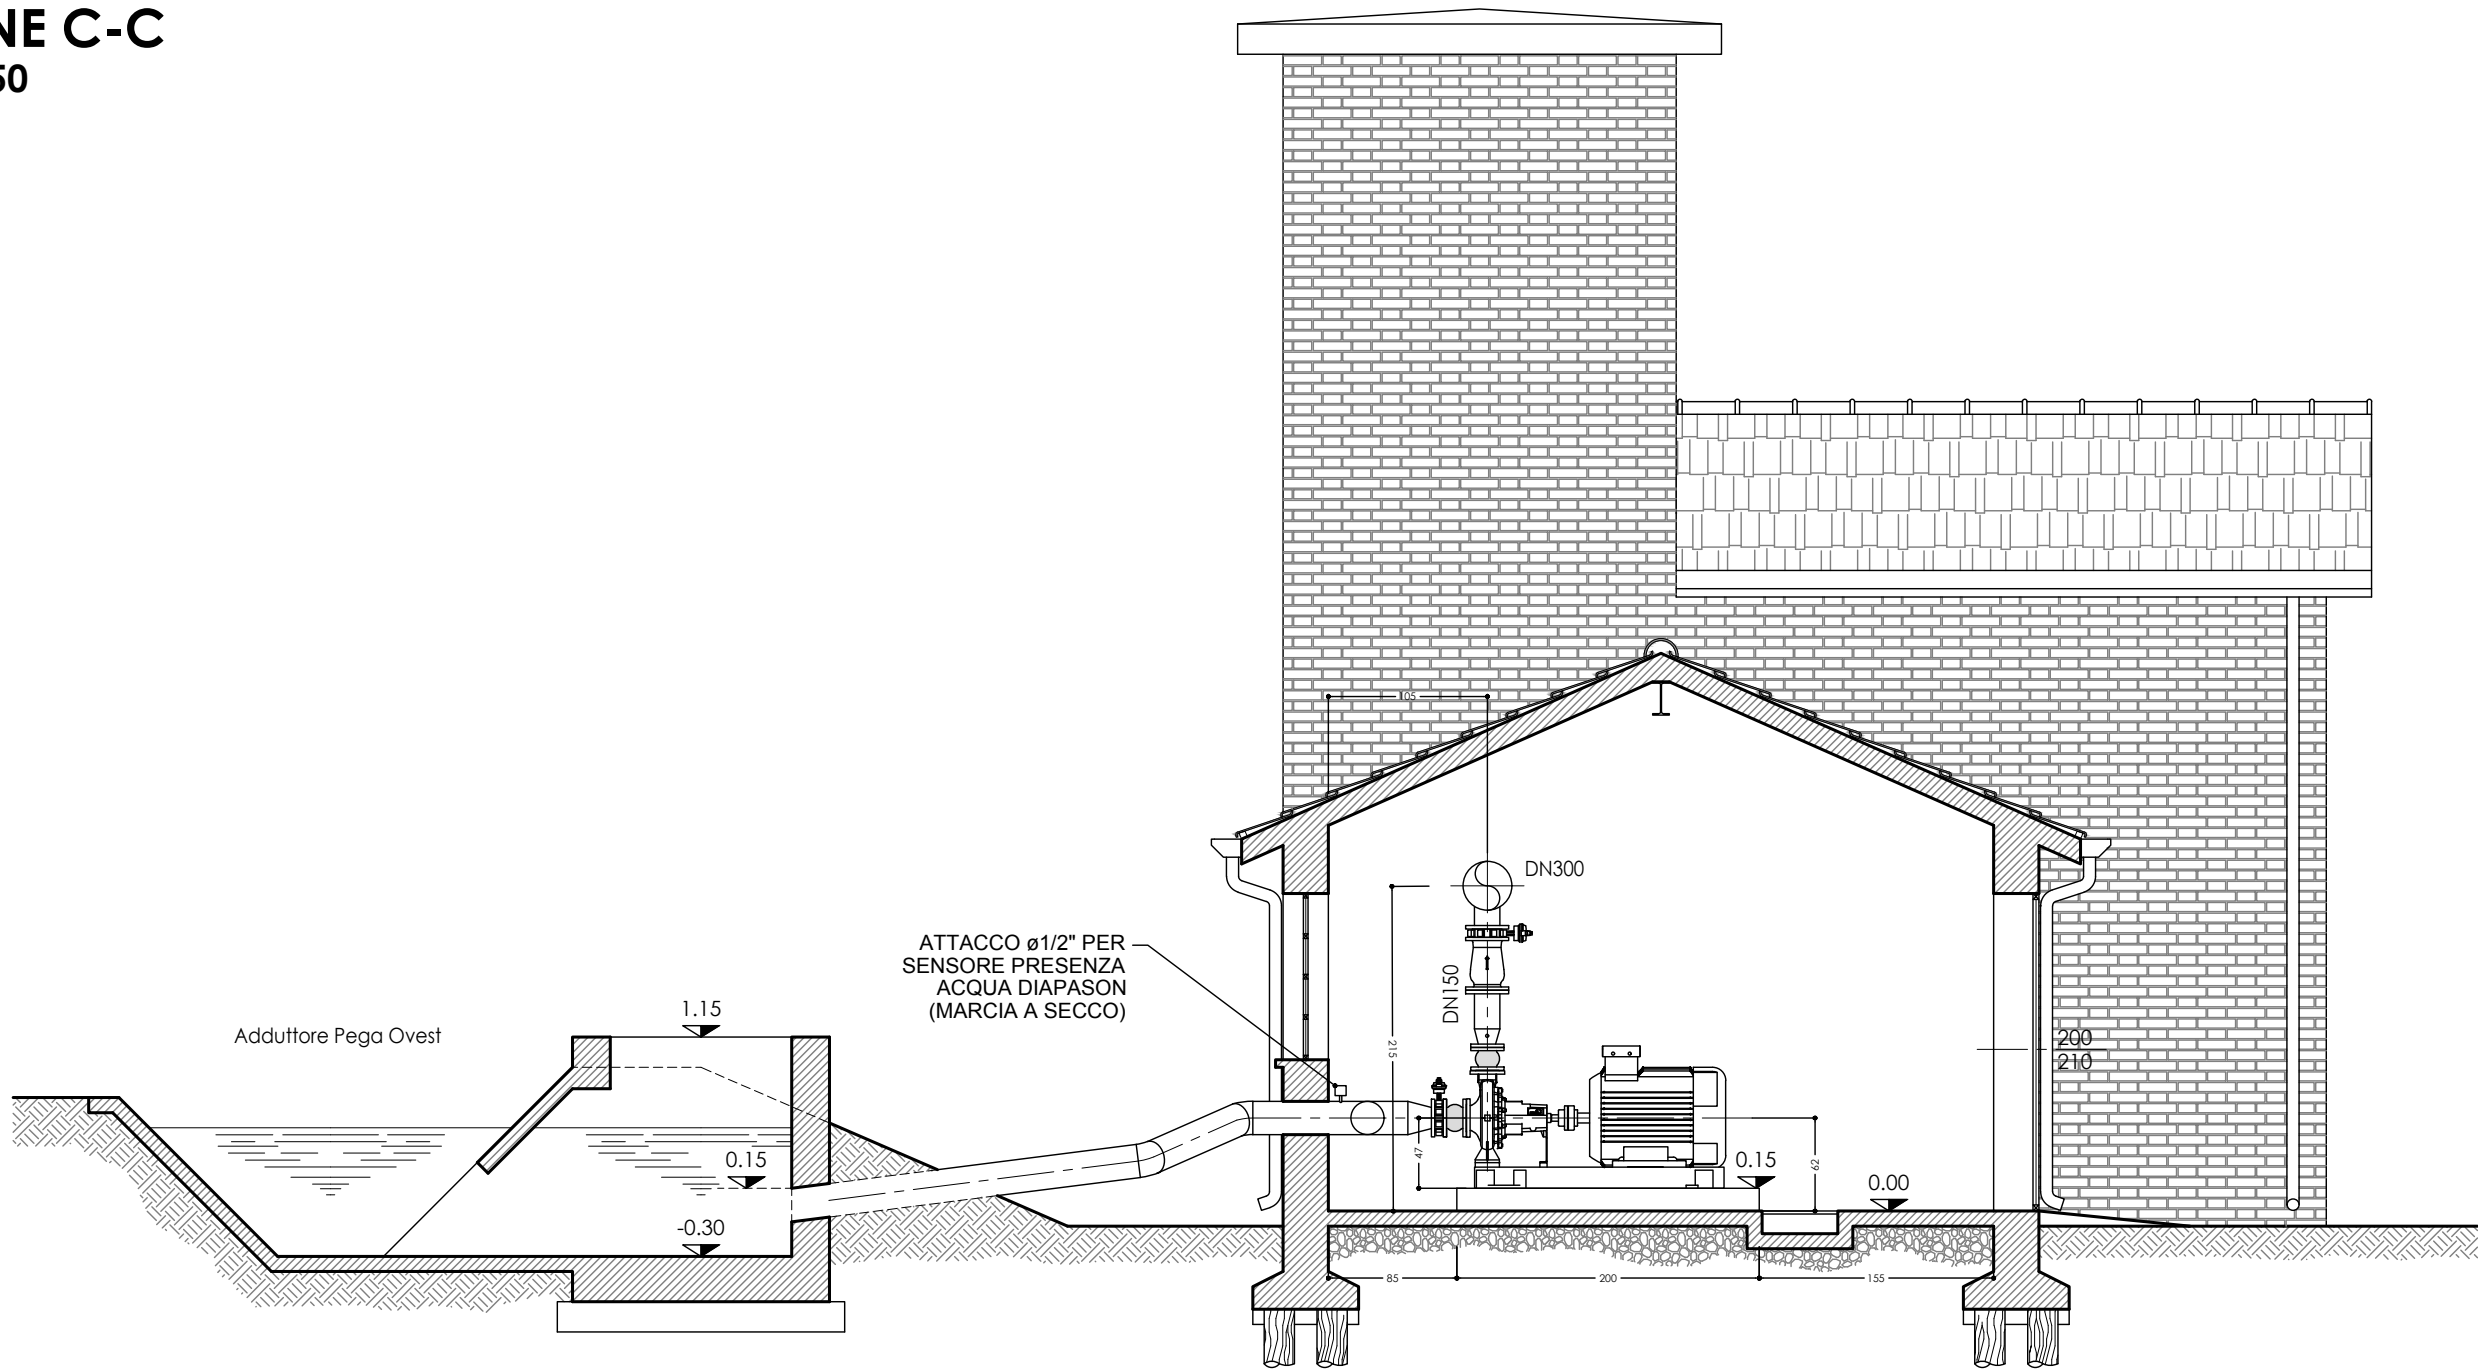 NE C-C
50
105
DN300
ATTACCO ø1/2" PER
SENSORE PRESENZA
ACQUA DIAPASON
(MARCIA A SECCO)
DN150
215
1.15
Adduttore Pega Ovest
200
210
0.15
47
0.15
62
0.00
-0.30
85
200
155